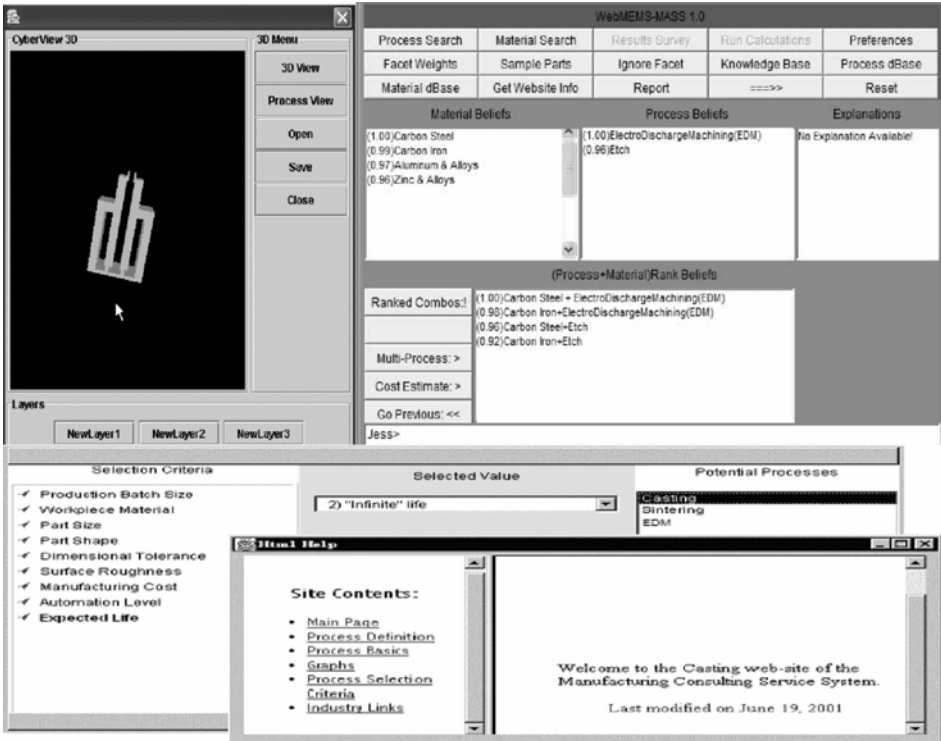 CyberView 3D
3D Menu
3D View
Process View
Open
Save
Close
Layers
NewLayer1 NewLayer2 NewLayer3
WebMEMS-MASS 1.0
Process Search Material Search Results Survey Run Calculations Preferences
Facet Weights Sample Parts Ignore Facet Knowledge Base Process dBase
Material dBase Get Website Info Report ===>> Reset
Material Beliefs
(1.00)Carbon Steel
(0.99)Carbon Iron
(0.97)Aluminum & Alloys
(0.96)Zinc & Alloys
Process Beliefs
(1.00)ElectroDischargeMachining(EDM)
(0.96)Etch
Explanations
No Explanation Available!
(Process+Material)Rank Beliefs
Ranked Combos:!
Multi-Process: >
Cost Estimate: >
Go Previous: <<
(1.00)Carbon Steel + ElectroDischargeMachining(EDM)
(0.98)Carbon Iron+ElectroDischargeMachining(EDM)
(0.96)Carbon Steel+Etch
(0.92)Carbon Iron+Etch
Jess>
Selection Criteria
Production Batch Size
Workpiece Material
Part Size
Part Shape
Dimensional Tolerance
Surface Roughness
Manufacturing Cost
Automation Level
Expected Life
Selected Value
2) "Infinite" life
Potential Processes
Casting
Sintering
EDM
Html Help
Site Contents:
Main Page
Process Definition
Process Basics
Graphs
Process Selection
Criteria
Industry Links
Welcome to the Casting web-site of the
Manufacturing Consulting Service System.
Last modified on June 19, 2001